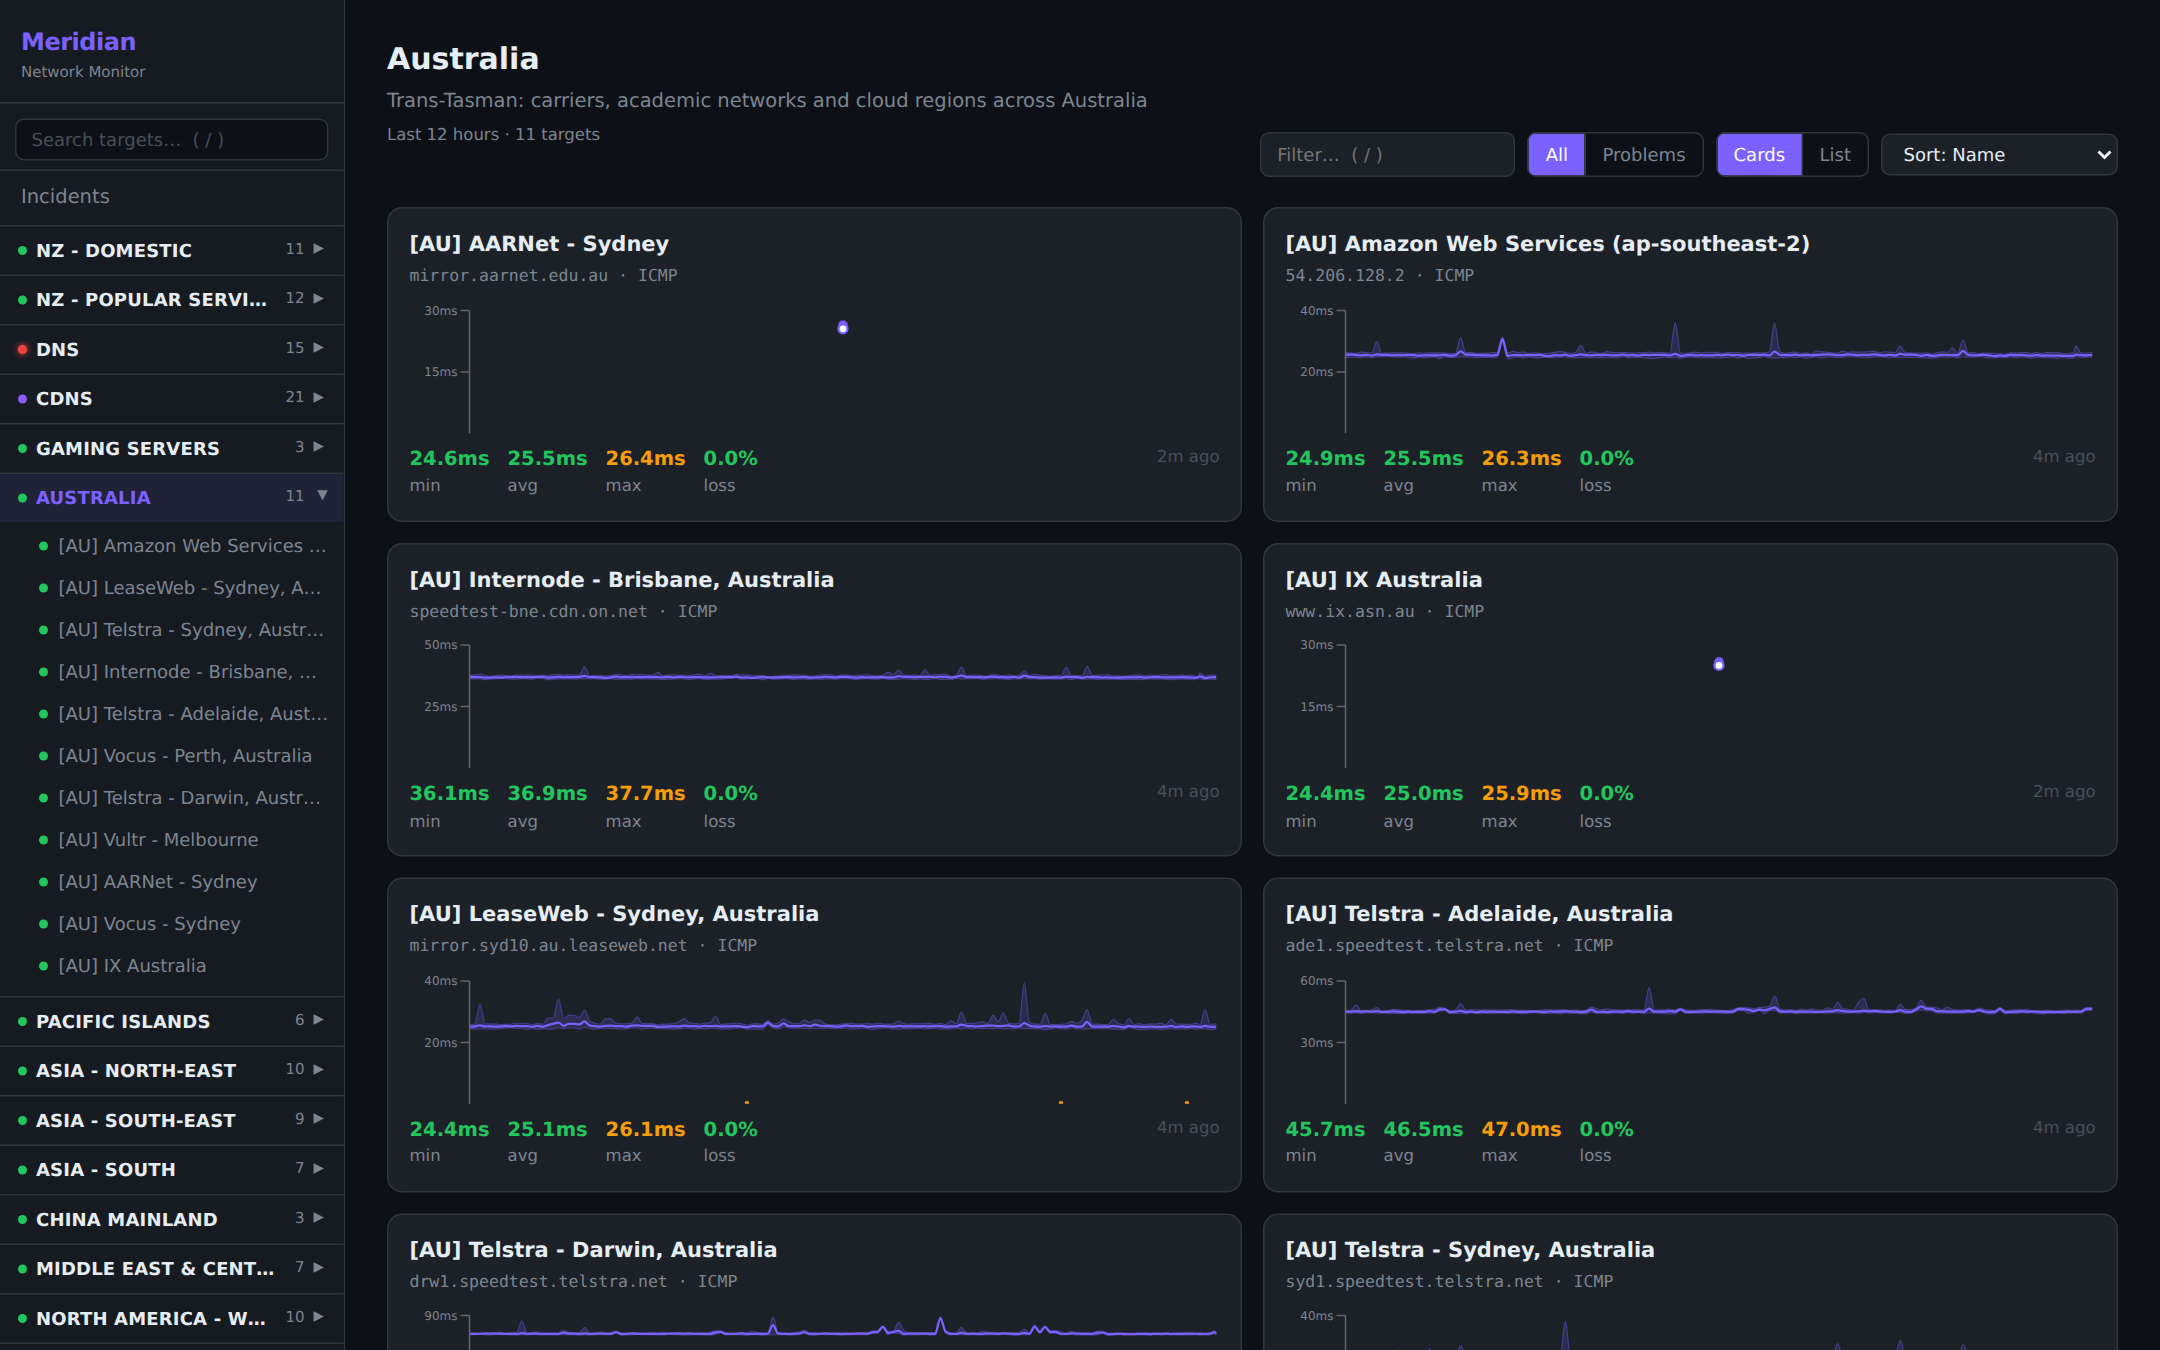 Meridian
Network Monitor
Search targets... ( / )
Incidents
NZ - DOMESTIC 11 ▶
NZ - POPULAR SERVI... 12 ▶
DNS 15 ▶
CDNS 21 ▶
GAMING SERVERS 3 ▶
AUSTRALIA 11 ▼
[AU] Amazon Web Services ...
[AU] LeaseWeb - Sydney, A...
[AU] Telstra - Sydney, Austr...
[AU] Internode - Brisbane, ...
[AU] Telstra - Adelaide, Aust...
[AU] Vocus - Perth, Australia
[AU] Telstra - Darwin, Austr...
[AU] Vultr - Melbourne
[AU] AARNet - Sydney
[AU] Vocus - Sydney
[AU] IX Australia
PACIFIC ISLANDS 6 ▶
ASIA - NORTH-EAST 10 ▶
ASIA - SOUTH-EAST 9 ▶
ASIA - SOUTH 7 ▶
CHINA MAINLAND 3 ▶
MIDDLE EAST & CENT... 7 ▶
NORTH AMERICA - W... 10 ▶
Australia
Trans-Tasman: carriers, academic networks and cloud regions across Australia
Last 12 hours · 11 targets
Filter... ( / ) All Problems Cards List Sort: Name
[AU] AARNet - Sydney
mirror.aarnet.edu.au · ICMP
30ms
15ms
24.6ms 25.5ms 26.4ms 0.0% 2m ago
min avg max loss
[AU] Amazon Web Services (ap-southeast-2)
54.206.128.2 · ICMP
40ms
20ms
24.9ms 25.5ms 26.3ms 0.0% 4m ago
min avg max loss
[AU] Internode - Brisbane, Australia
speedtest-bne.cdn.on.net · ICMP
50ms
25ms
36.1ms 36.9ms 37.7ms 0.0% 4m ago
min avg max loss
[AU] IX Australia
www.ix.asn.au · ICMP
30ms
15ms
24.4ms 25.0ms 25.9ms 0.0% 2m ago
min avg max loss
[AU] LeaseWeb - Sydney, Australia
mirror.syd10.au.leaseweb.net · ICMP
40ms
20ms
24.4ms 25.1ms 26.1ms 0.0% 4m ago
min avg max loss
[AU] Telstra - Adelaide, Australia
ade1.speedtest.telstra.net · ICMP
60ms
30ms
45.7ms 46.5ms 47.0ms 0.0% 4m ago
min avg max loss
[AU] Telstra - Darwin, Australia
drw1.speedtest.telstra.net · ICMP
90ms
[AU] Telstra - Sydney, Australia
syd1.speedtest.telstra.net · ICMP
40ms